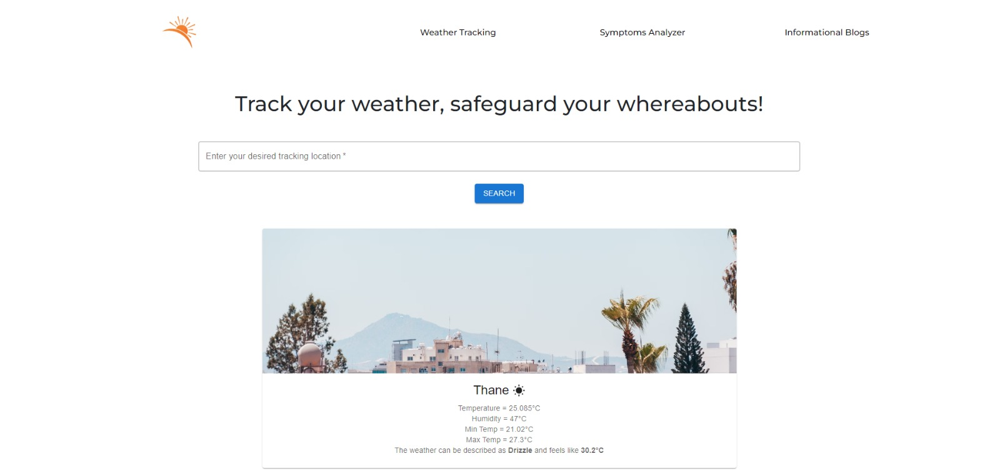 Weather Tracking Symptoms Analyzer Informational Blogs
Track your weather, safeguard your whereabouts!
Enter your desired tracking location *
SEARCH
Thane
Temperature = 25.085°C
Humidity = 47°C
Min Temp = 21.02°C
Max Temp = 27.3°C
The weather can be described as Drizzle and feels like 30.2°C